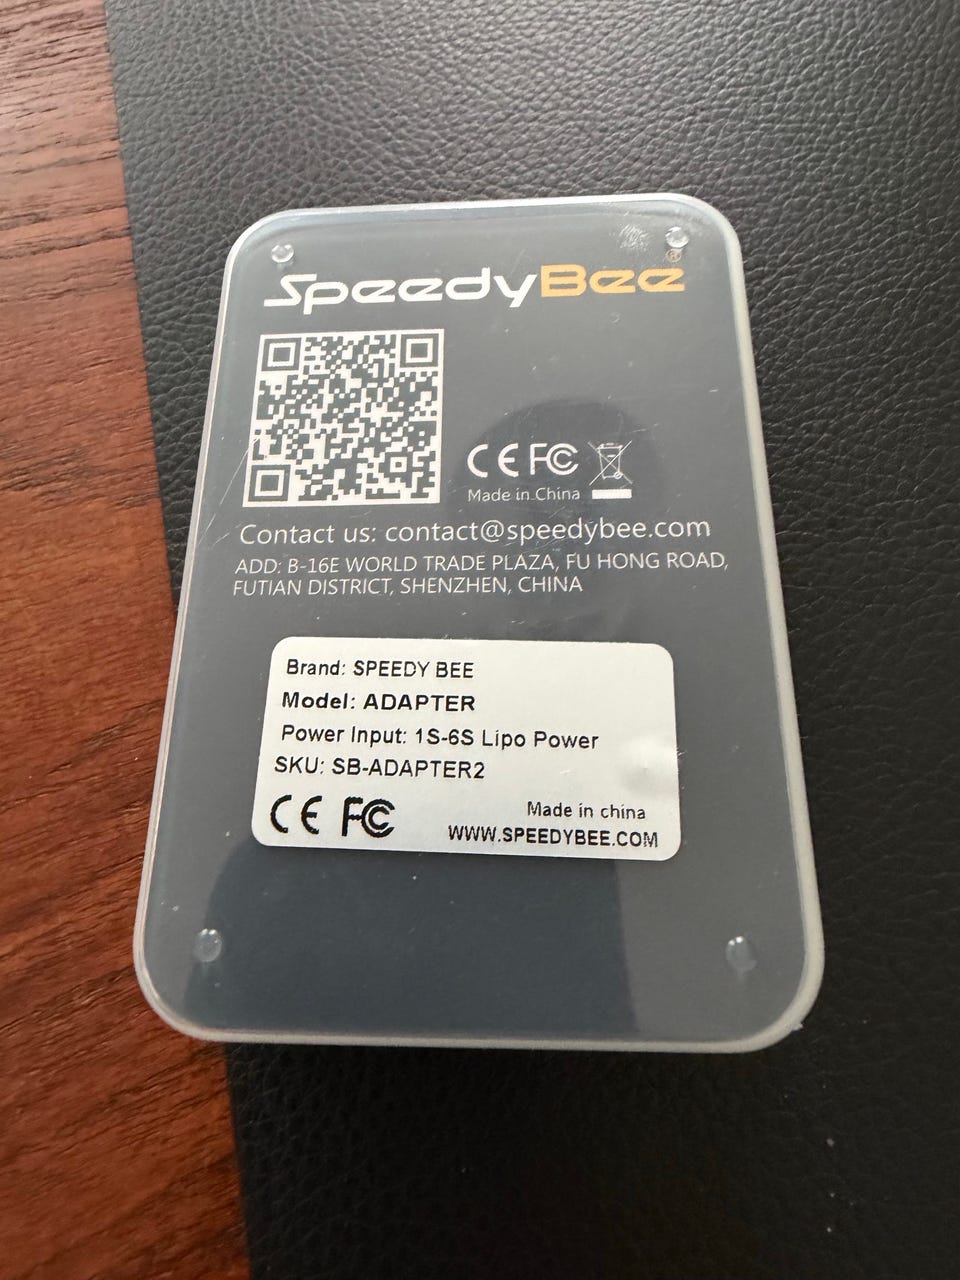 SpeedyBee®
CE FC
Made in China
Contact us: contact@speedybee.com
ADD: B-16E WORLD TRADE PLAZA, FU HONG ROAD,
FUTIAN DISTRICT, SHENZHEN, CHINA
Brand: SPEEDY BEE
Model: ADAPTER
Power Input: 1S-6S Lipo Power
SKU: SB-ADAPTER2
CE FC
Made in china
WWW.SPEEDYBEE.COM